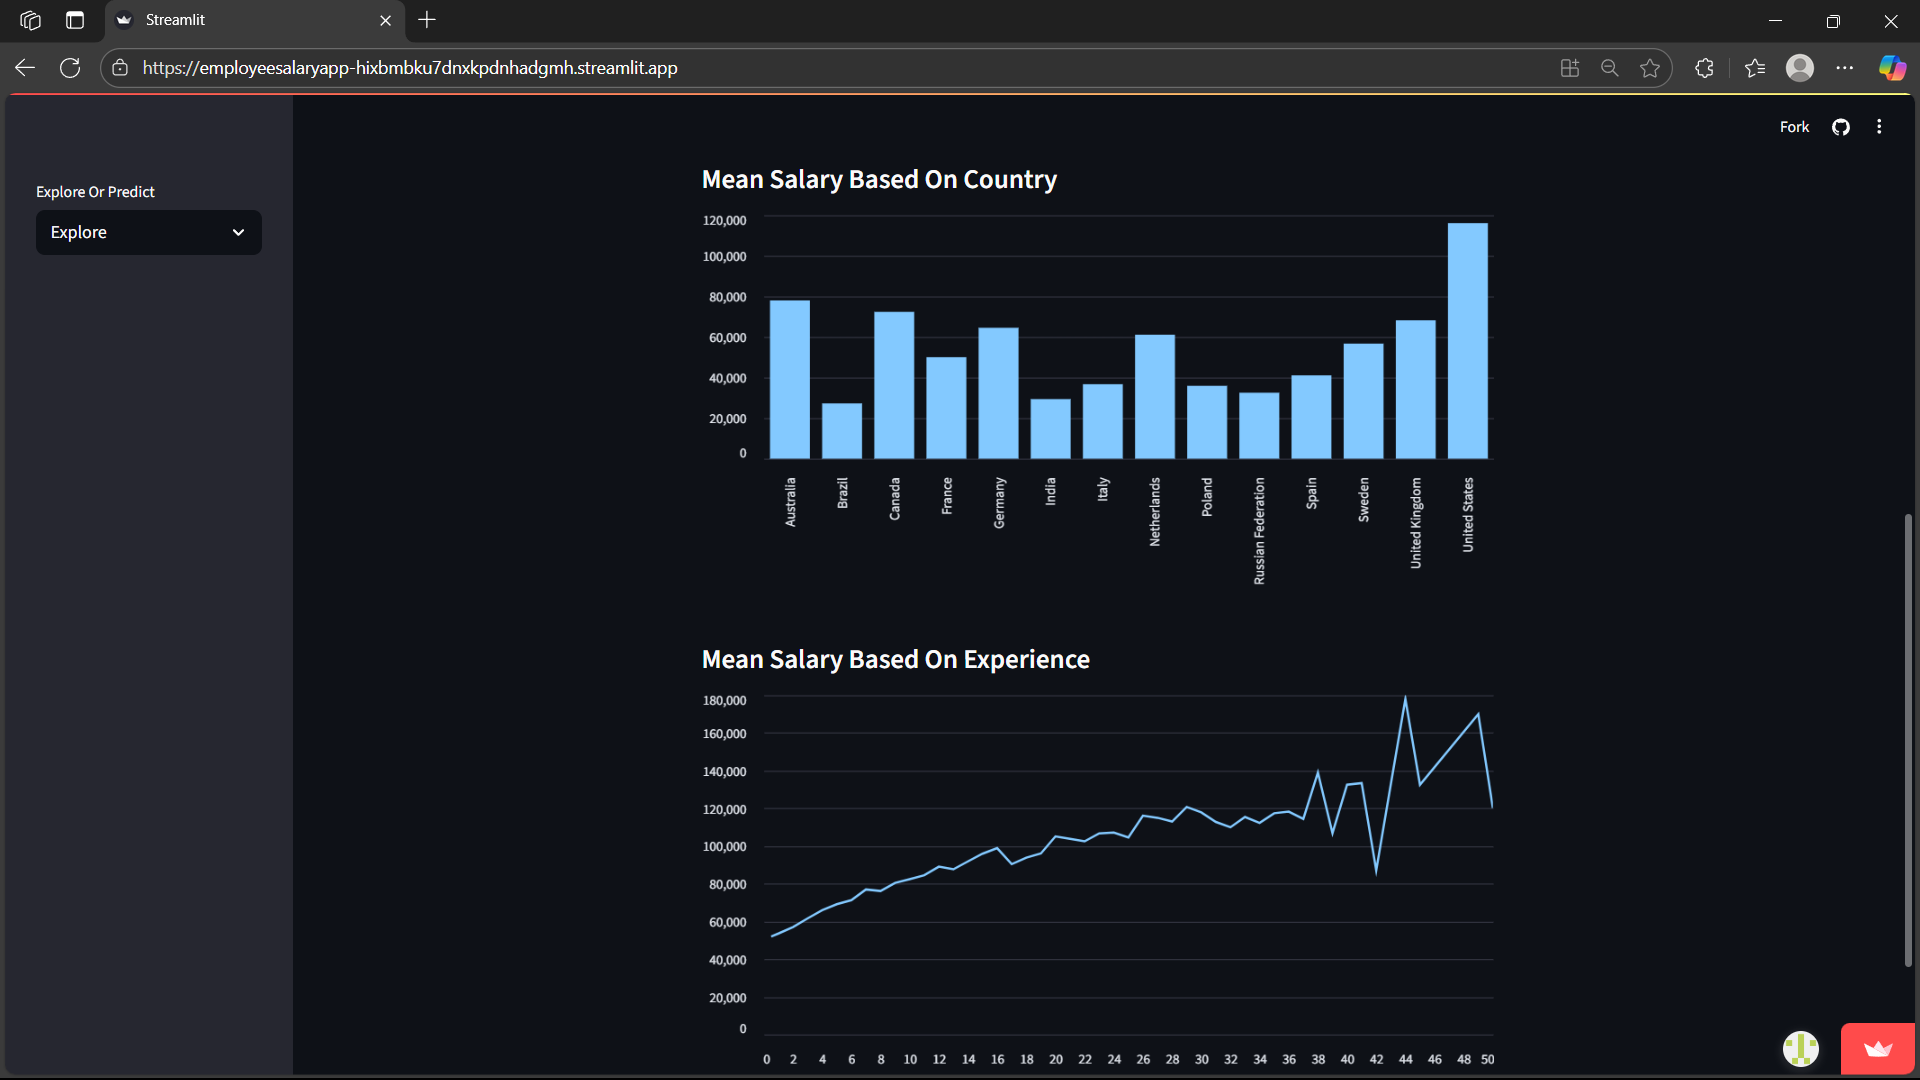 Streamlit
https://employeesalaryapp-hixbmbku7dnxkpdnhadgmh.streamlit.app
Fork
Explore Or Predict
Explore
Mean Salary Based On Country
120,000
100,000
80,000
60,000
40,000
20,000
0
Australia
Brazil
Canada
France
Germany
India
Italy
Netherlands
Poland
Russian Federation
Spain
Sweden
United Kingdom
United States
Mean Salary Based On Experience
180,000
160,000
140,000
120,000
100,000
80,000
60,000
40,000
20,000
0
0 2 4 6 8 10 12 14 16 18 20 22 24 26 28 30 32 34 36 38 40 42 44 46 48 50